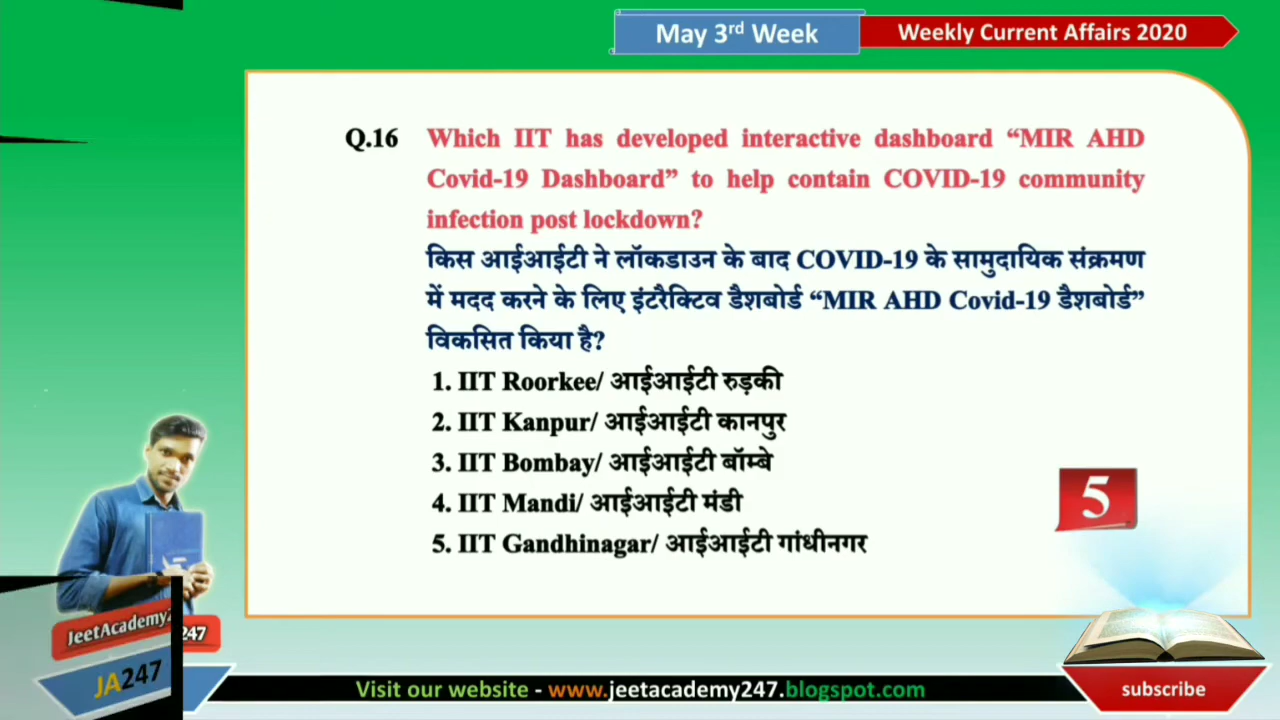 May 3rd Week
Weekly Current Affairs 2020
Q.16 Which IIT has developed interactive dashboard “MIR AHD
Covid-19 Dashboard” to help contain COVID-19 community
infection post lockdown?
किस आईआईटी ने लॉकडाउन के बाद COVID-19 के सामुदायिक संक्रमण
में मदद करने के लिए इंटरैक्टिव डैशबोर्ड “MIR AHD Covid-19 डैशबोर्ड”
विकसित किया है?
1. IIT Roorkee/ आईआईटी रुड़की
2. IIT Kanpur/ आईआईटी कानपुर
3. IIT Bombay/ आईआईटी बॉम्बे
4. IIT Mandi/ आईआईटी मंडी
5. IIT Gandhinagar/ आईआईटी गांधीनगर
5
JeetAcademy2
247
JA247
Visit our website - www.jeetacademy247.blogspot.com
subscribe